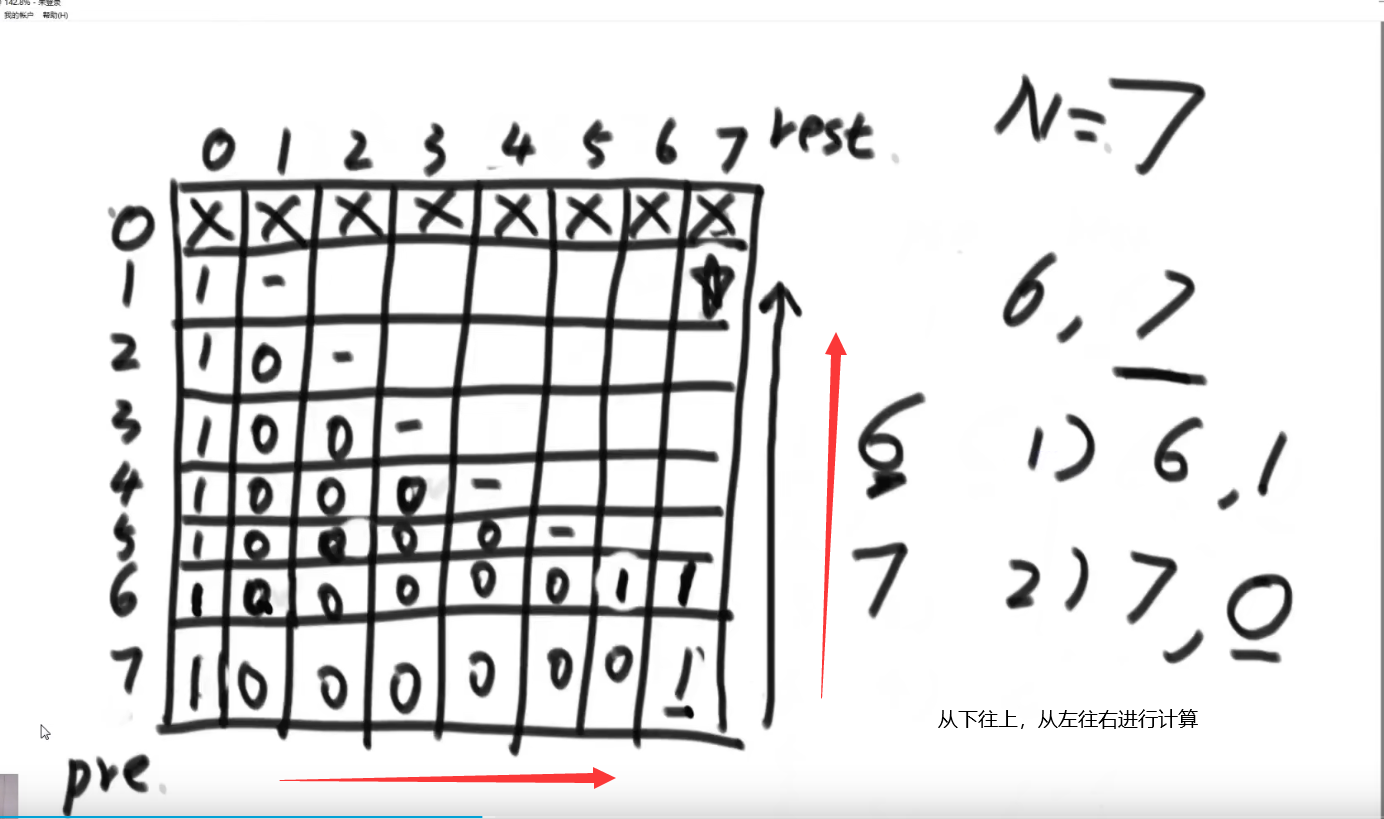 142.8% - 未登录
我的帐户 帮助(H)
0 1 2 3 4 5 6 7 rest
N=7
0 X X X X X X X X
1 1 -
6, 7
2 1 0 -
3 1 0 0 -
6 1) 6, 1
4 1 0 0 0 -
5 1 0 0 0 0 -
6 1 0 0 0 0 0 1 1
7 2) 7, 0
7 1 0 0 0 0 0 0 1
从下往上，从左往右进行计算
pre